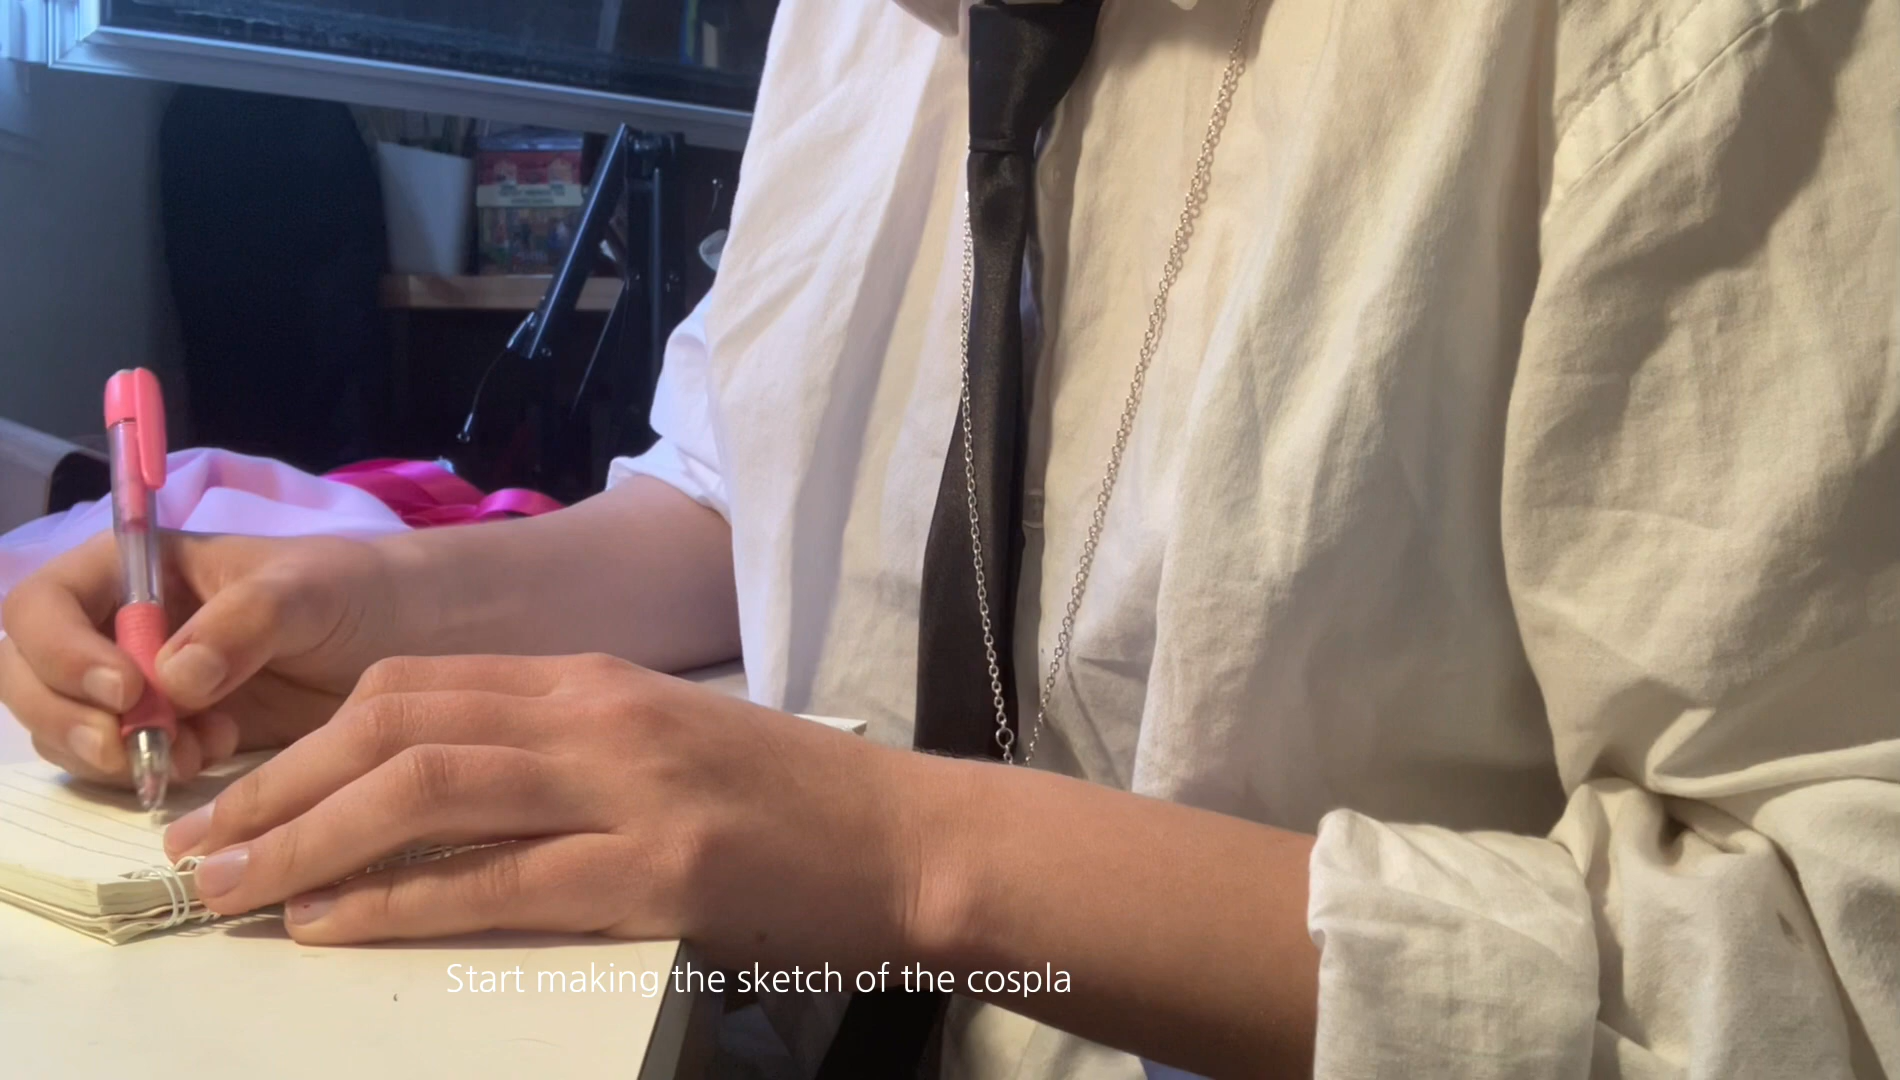 Start making the sketch of the cospla